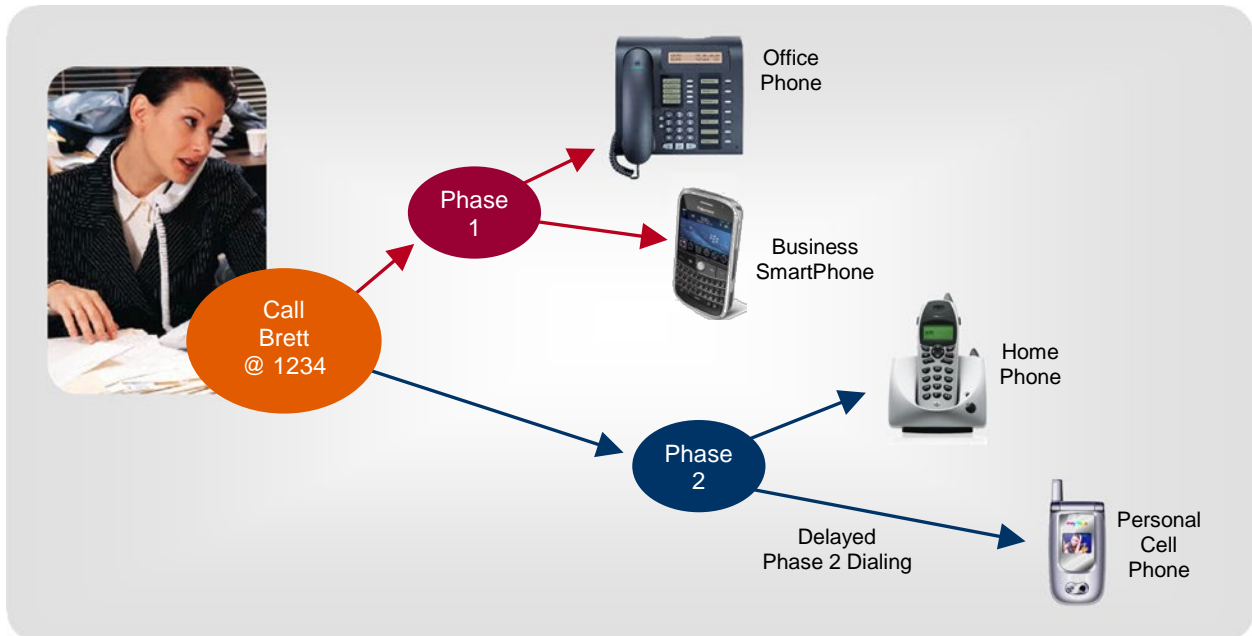 Office
Phone
Phase
1
Business
SmartPhone
Call
Brett
@ 1234
Home
Phone
Phase
2
Delayed
Phase 2 Dialing
Personal
Cell
Phone